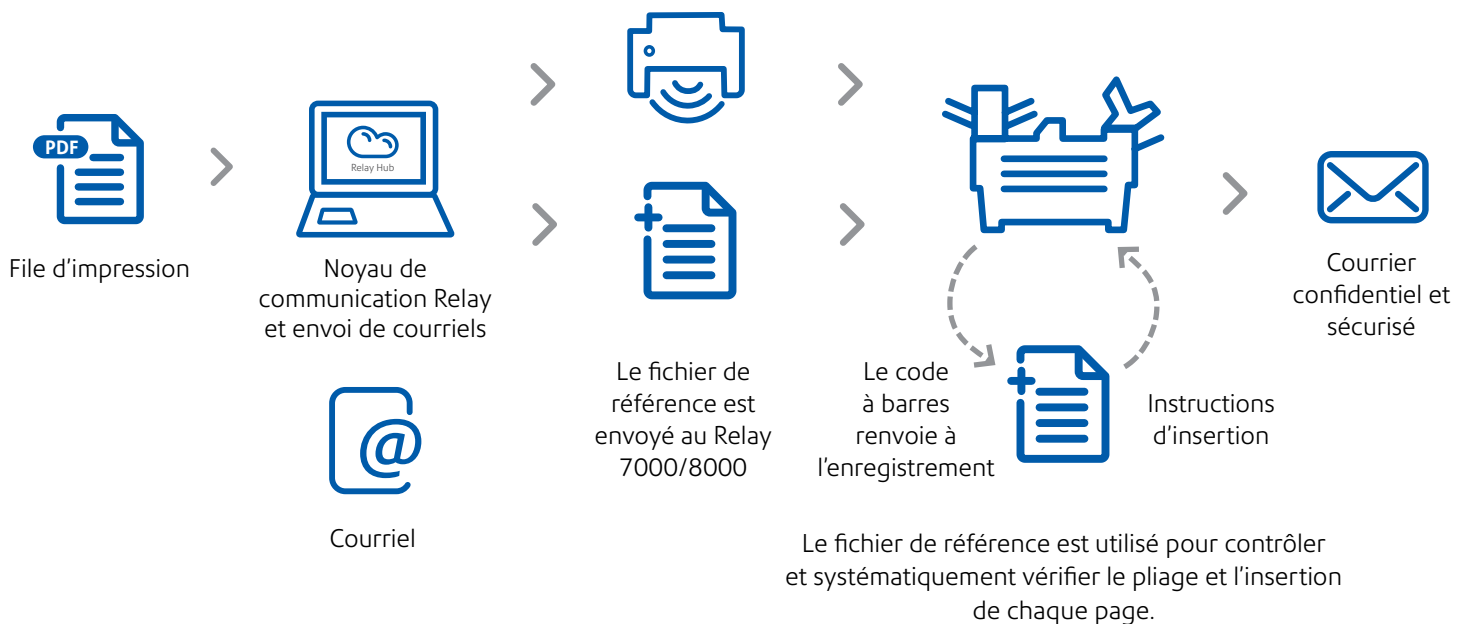 PDF
File d'impression
Relay Hub
Noyau de
communication Relay
et envoi de courriels
@
Courriel
Le fichier de
référence est
envoyé au Relay
7000/8000
Le code
à barres
renvoie à
l'enregistrement
Instructions
d'insertion
Courrier
confidentiel et
sécurisé
Le fichier de référence est utilisé pour contrôler
et systématiquement vérifier le pliage et l'insertion
de chaque page.